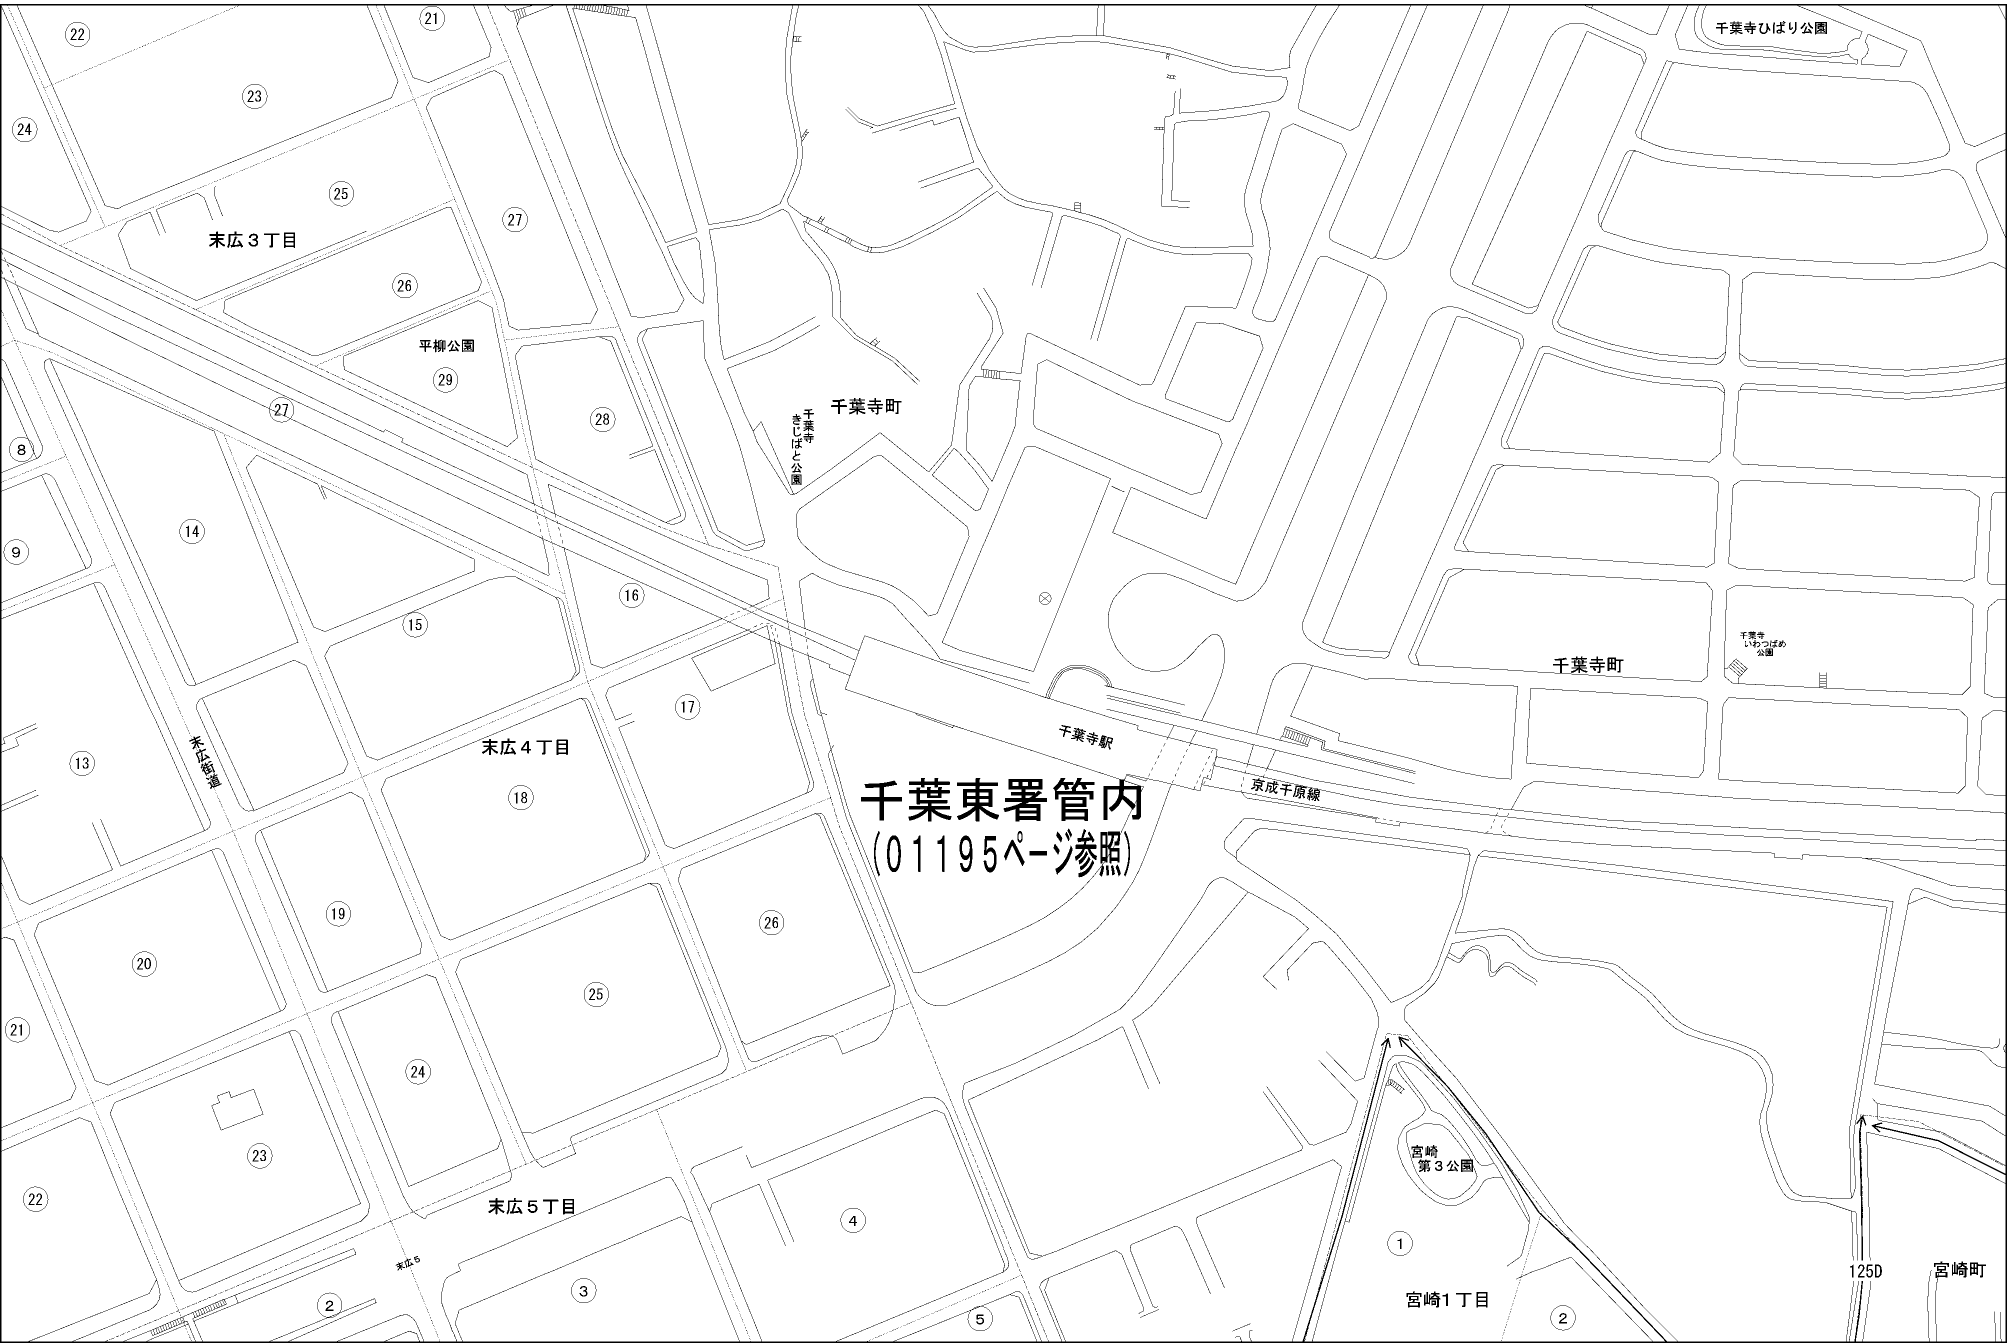 22
21
千葉寺ひばり公園
23
24
25
27
末広3丁目
26
平柳公園
29
27
28
千葉寺町
千葉寺
きじばと公園
8
14
9
16
15
千葉寺
いわつばめ
公園
千葉寺町
17
千葉寺駅
末広4丁目
末広街道
13
18
京成千原線
千葉東署管内
(01195ページ参照)
19
26
20
25
21
24
宮崎
第3公園
23
22
末広5丁目
4
1
末広5
125D
宮崎町
3
2
宮崎1丁目
5
2